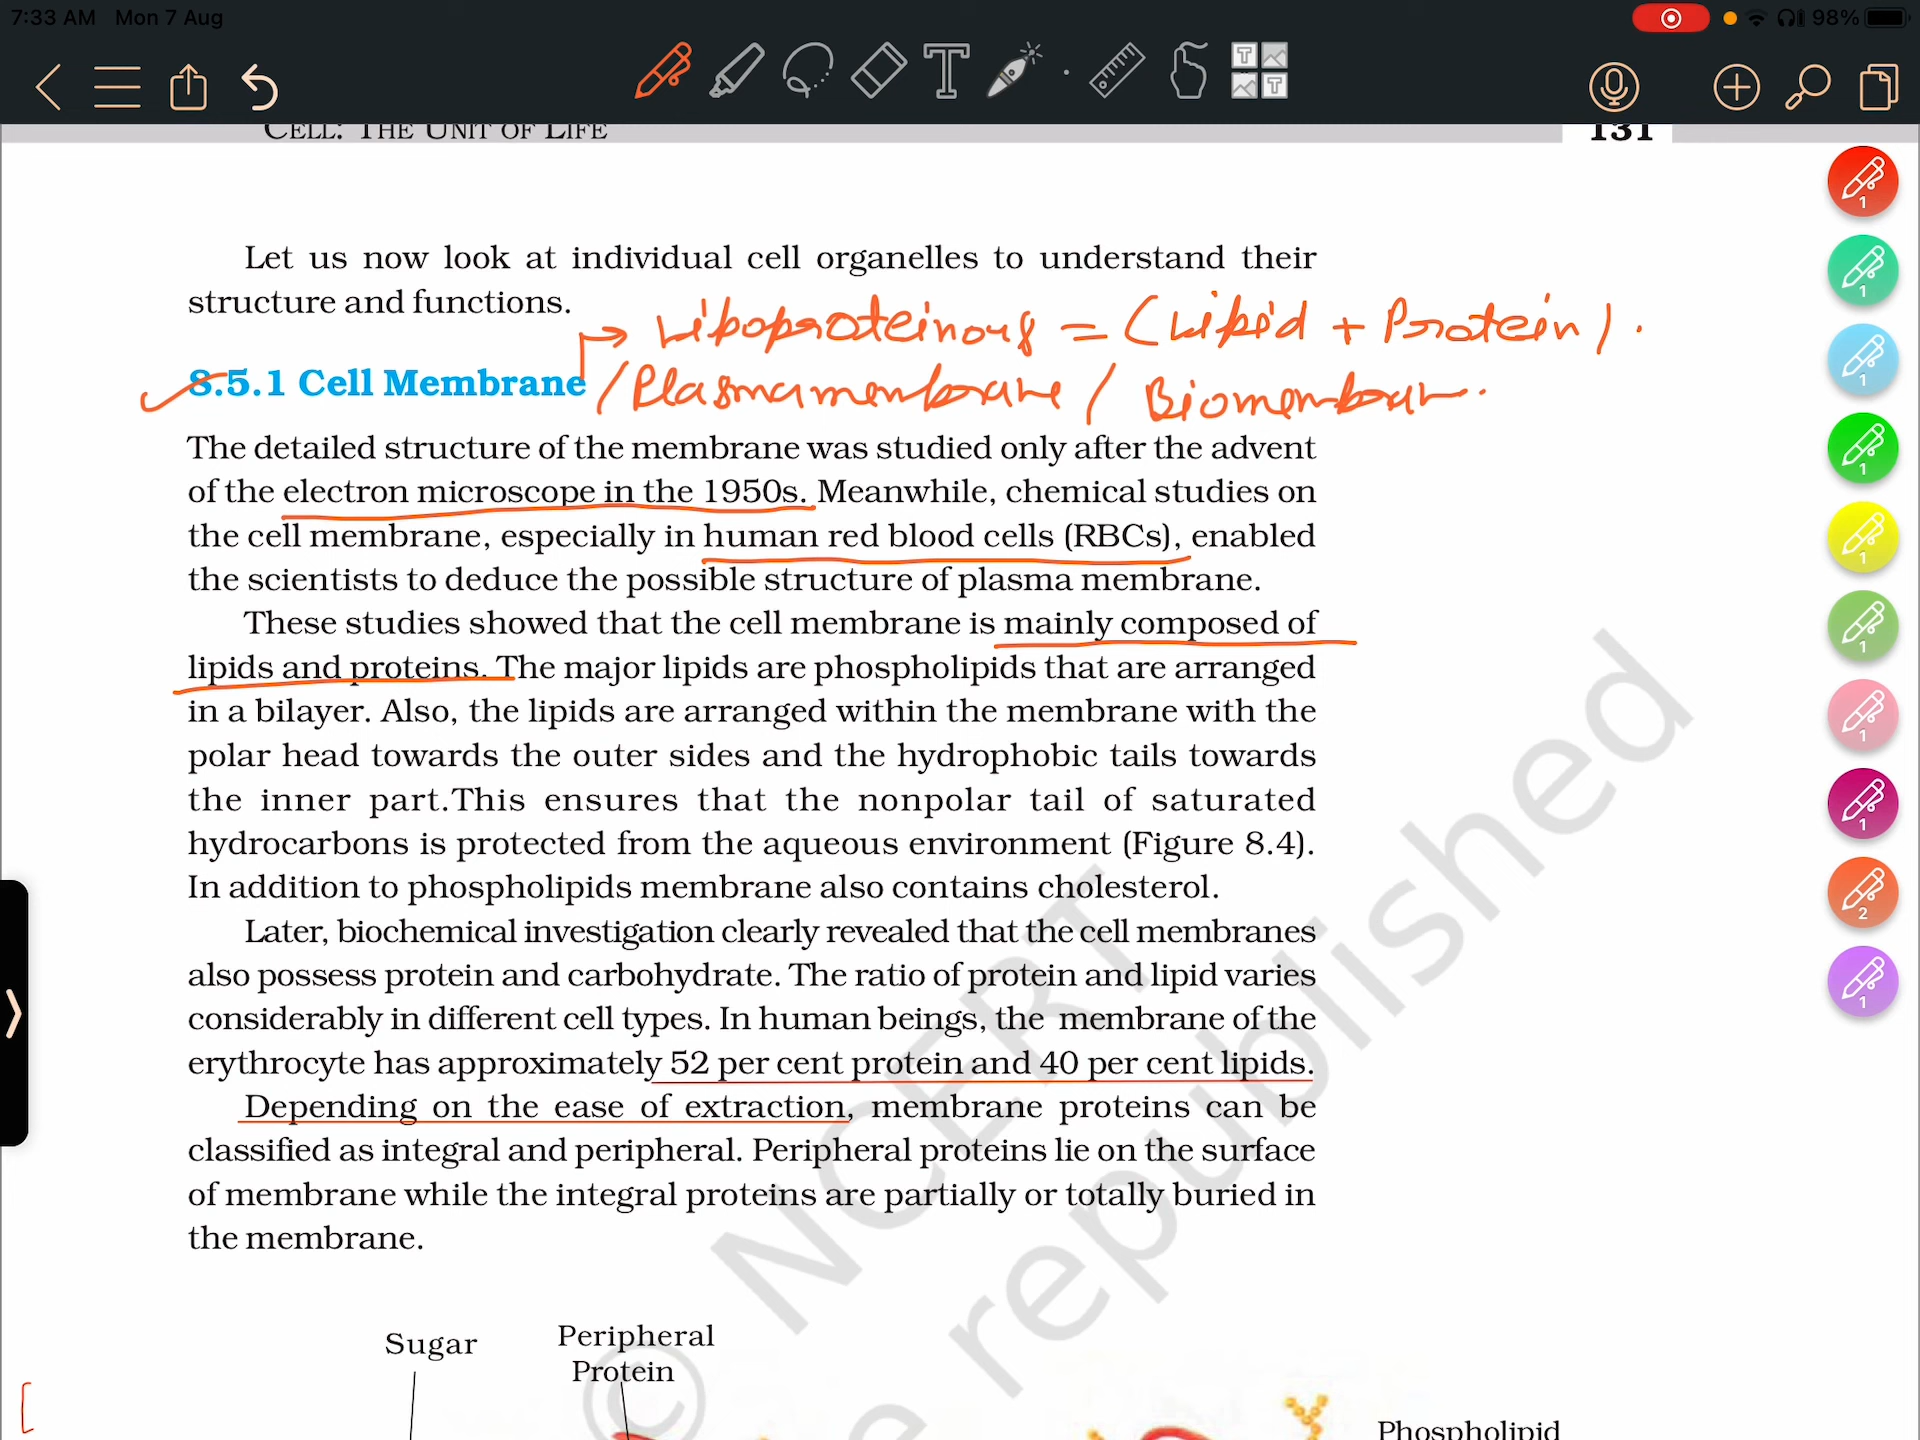 7:33 AM Mon 7 Aug
98%
CELL: THE UNIT OF LIFE 131
Let us now look at individual cell organelles to understand their
structure and functions.
→ Lipoproteinous = (Lipid + Protein).
8.5.1 Cell Membrane / Plasmamembrane / Biomembran
The detailed structure of the membrane was studied only after the advent
of the electron microscope in the 1950s. Meanwhile, chemical studies on
the cell membrane, especially in human red blood cells (RBCs), enabled
the scientists to deduce the possible structure of plasma membrane.
These studies showed that the cell membrane is mainly composed of
lipids and proteins. The major lipids are phospholipids that are arranged
in a bilayer. Also, the lipids are arranged within the membrane with the
polar head towards the outer sides and the hydrophobic tails towards
the inner part.This ensures that the nonpolar tail of saturated
hydrocarbons is protected from the aqueous environment (Figure 8.4).
In addition to phospholipids membrane also contains cholesterol.
Later, biochemical investigation clearly revealed that the cell membranes
also possess protein and carbohydrate. The ratio of protein and lipid varies
considerably in different cell types. In human beings, the membrane of the
erythrocyte has approximately 52 per cent protein and 40 per cent lipids.
Depending on the ease of extraction, membrane proteins can be
classified as integral and peripheral. Peripheral proteins lie on the surface
of membrane while the integral proteins are partially or totally buried in
the membrane.
Sugar
Peripheral
Protein
Phospholipid
© NCERT
republished
1
1
1
1
1
1
1
1
2
1